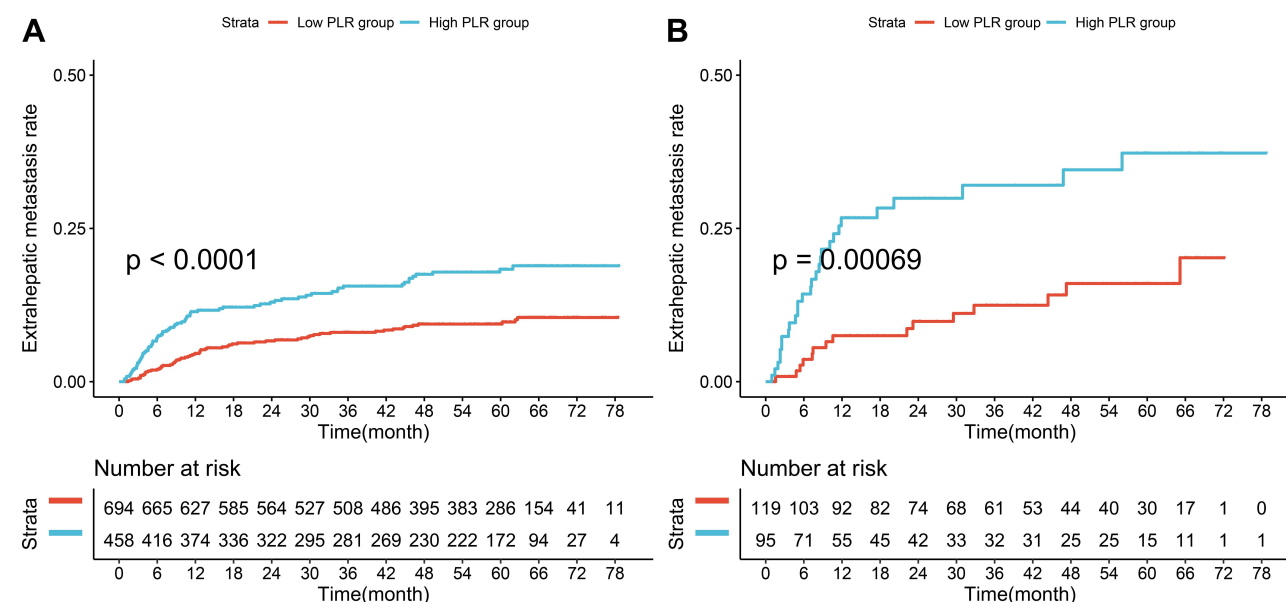 A
Strata Low PLR group High PLR group
Extrahepatic metastasis rate
0.50
0.25
0.00
p < 0.0001
0 6 12 18 24 30 36 42 48 54 60 66 72 78
Time(month)
Number at risk
Strata
694 665 627 585 564 527 508 486 395 383 286 154 41 11
458 416 374 336 322 295 281 269 230 222 172 94 27 4
0 6 12 18 24 30 36 42 48 54 60 66 72 78
Time(month)
B
Strata Low PLR group High PLR group
Extrahepatic metastasis rate
0.50
0.25
0.00
p = 0.00069
0 6 12 18 24 30 36 42 48 54 60 66 72 78
Time(month)
Number at risk
Strata
119 103 92 82 74 68 61 53 44 40 30 17 1 0
95 71 55 45 42 33 32 31 25 25 15 11 1 1
0 6 12 18 24 30 36 42 48 54 60 66 72 78
Time(month)